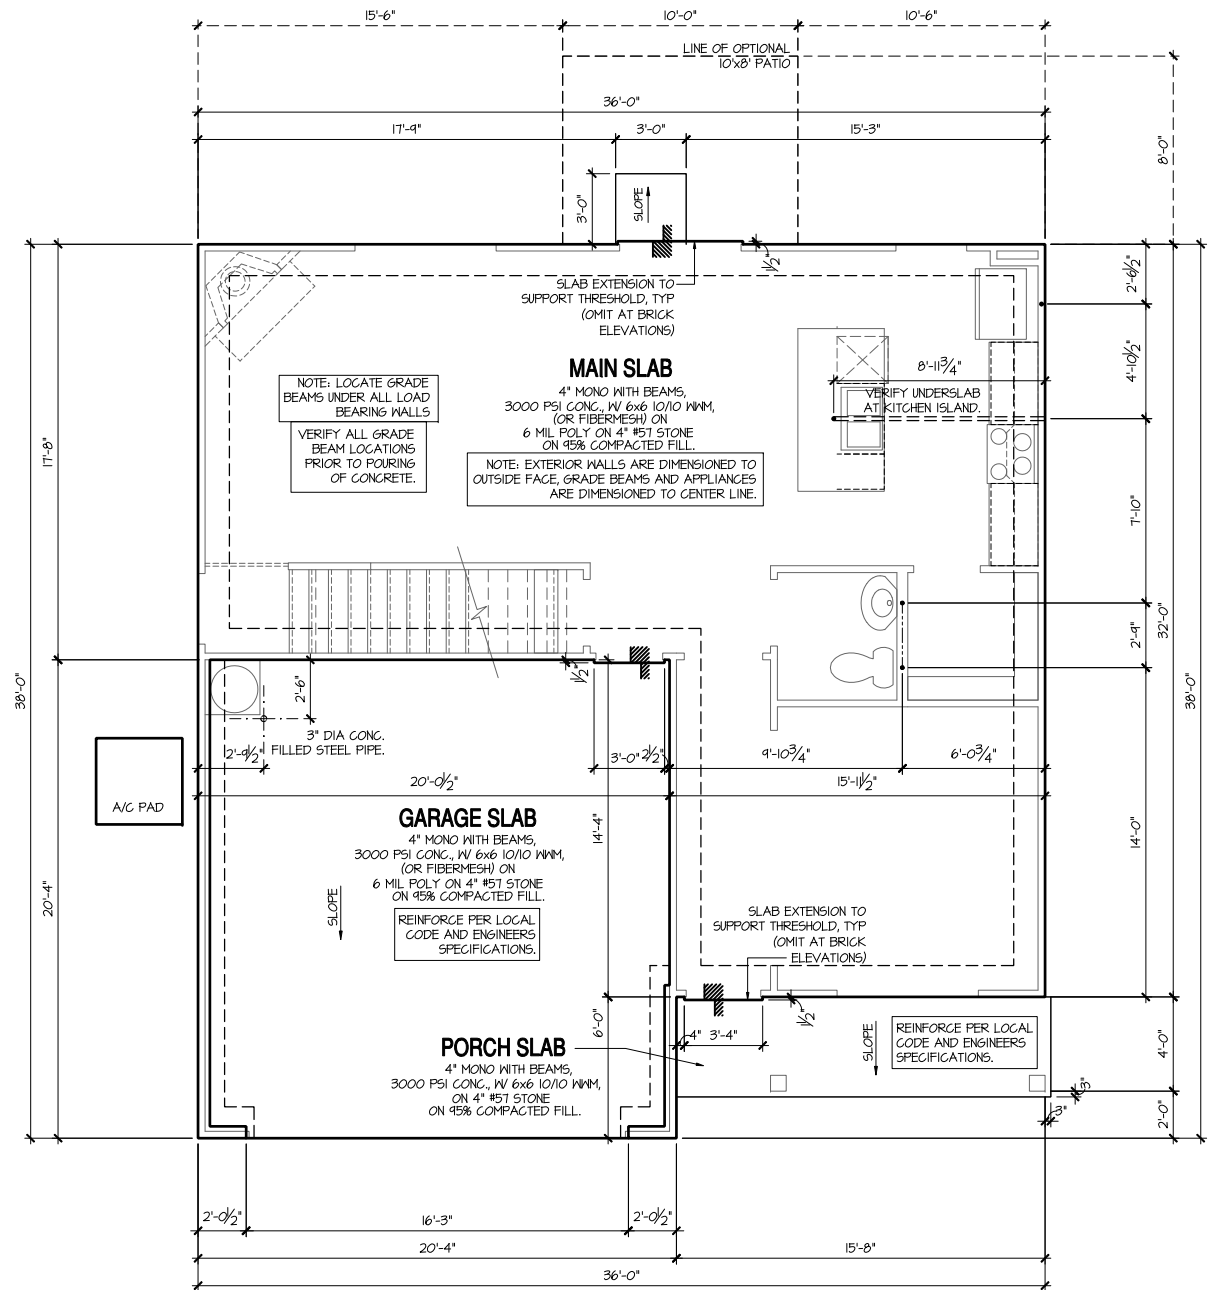 15'-6"
10'-0"
10'-6"
LINE OF OPTIONAL
10'x8' PATIO
36'-0"
17'-9"
3'-0"
15'-3"
8'-0"
3'-0"
SLOPE
1/2"
SLAB EXTENSION TO
SUPPORT THRESHOLD, TYP
(OMIT AT BRICK
ELEVATIONS)
2'-6 1/2"
MAIN SLAB
4" MONO WITH BEAMS,
3000 PSI CONC., W/ 6x6 10/10 WWM,
(OR FIBERMESH) ON
6 MIL POLY ON 4" #57 STONE
ON 95% COMPACTED FILL.
NOTE: LOCATE GRADE
BEAMS UNDER ALL LOAD
BEARING WALLS
VERIFY ALL GRADE
BEAM LOCATIONS
PRIOR TO POURING
OF CONCRETE.
NOTE: EXTERIOR WALLS ARE DIMENSIONED TO
OUTSIDE FACE, GRADE BEAMS AND APPLIANCES
ARE DIMENSIONED TO CENTER LINE.
8'-11 3/4"
VERIFY UNDERSLAB
AT KITCHEN ISLAND.
4'-10 1/2"
17'-8"
7'-10"
32'-0"
2'-9"
38'-0"
38'-0"
1/2"
2'-6"
3" DIA CONC.
FILLED STEEL PIPE.
2'-9 1/2"
3'-0"
2 1/2"
9'-10 3/4"
6'-0 3/4"
20'-0 1/2"
15'-11 1/2"
A/C PAD
GARAGE SLAB
4" MONO WITH BEAMS,
3000 PSI CONC., W/ 6x6 10/10 WWM,
(OR FIBERMESH) ON
6 MIL POLY ON 4" #57 STONE
ON 95% COMPACTED FILL.
14'-4"
14'-0"
20'-4"
SLOPE
REINFORCE PER LOCAL
CODE AND ENGINEERS
SPECIFICATIONS.
SLAB EXTENSION TO
SUPPORT THRESHOLD, TYP
(OMIT AT BRICK
ELEVATIONS)
6'-0"
1/2"
4"
3'-4"
SLOPE
REINFORCE PER LOCAL
CODE AND ENGINEERS
SPECIFICATIONS.
4'-0"
PORCH SLAB
4" MONO WITH BEAMS,
3000 PSI CONC., W/ 6x6 10/10 WWM,
ON 4" #57 STONE
ON 95% COMPACTED FILL.
3"
3"
2'-0"
2'-0 1/2"
16'-3"
2'-0 1/2"
20'-4"
15'-8"
36'-0"